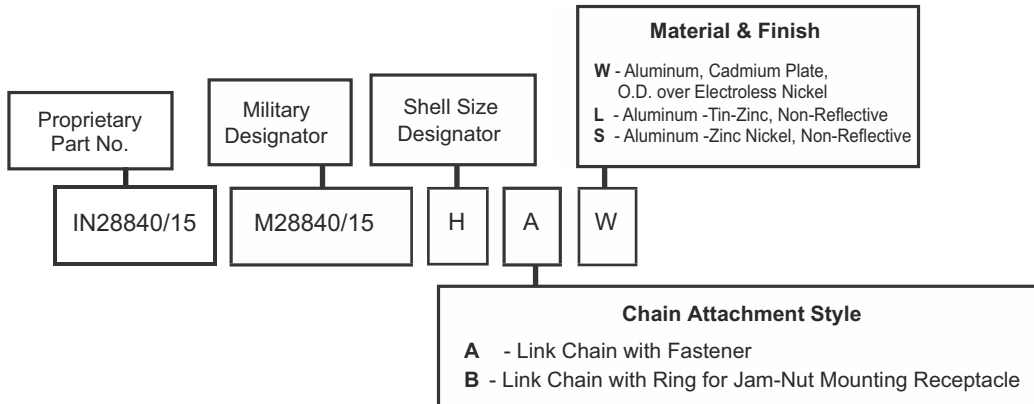 Material & Finish
W - Aluminum, Cadmium Plate,
O.D. over Electroless Nickel
L - Aluminum -Tin-Zinc, Non-Reflective
S - Aluminum -Zinc Nickel, Non-Reflective
Proprietary
Part No.
Military
Designator
Shell Size
Designator
IN28840/15
M28840/15
H
A
W
Chain Attachment Style
A - Link Chain with Fastener
B - Link Chain with Ring for Jam-Nut Mounting Receptacle